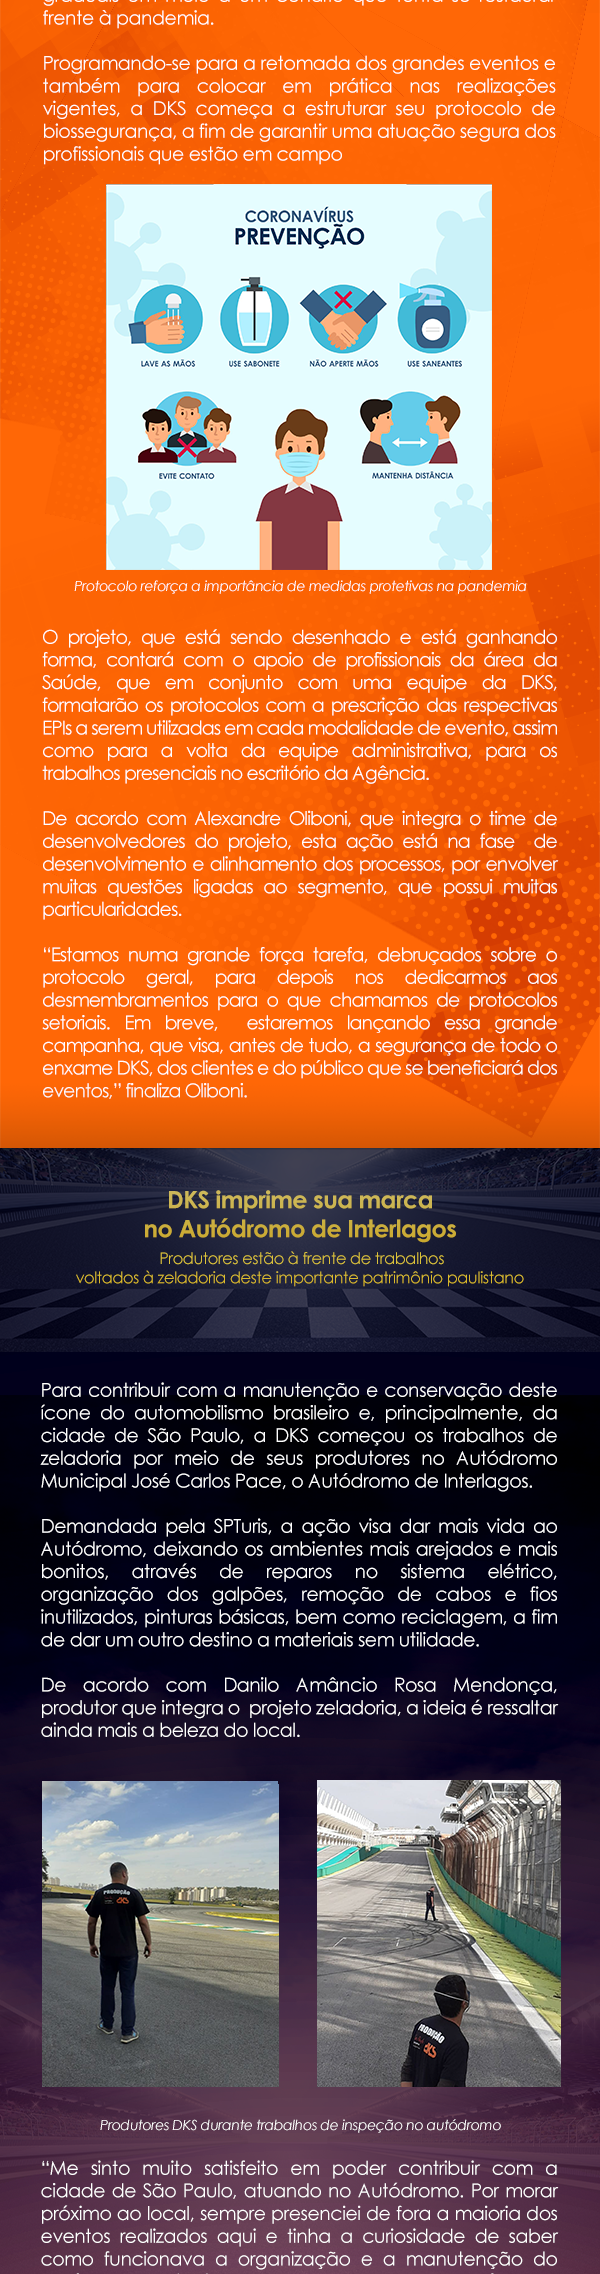 frente à pandemia.
Programando-se para a retomada dos grandes eventos e
também para colocar em prática nas realizações
vigentes, a DKS começa a estruturar seu protocolo de
biossegurança, a fim de garantir uma atuação segura dos
profissionais que estão em campo
CORONAVÍRUS
PREVENÇÃO
LAVE AS MÃOS
USE SABONETE
NÃO APERTE MÃOS
USE SANEANTES
EVITE CONTATO
MANTENHA DISTÂNCIA
Protocolo reforça a importância de medidas protetivas na pandemia
O projeto, que está sendo desenhado e está ganhando
forma, contará com o apoio de profissionais da área da
Saúde, que em conjunto com uma equipe da DKS,
formatarão os protocolos com a prescrição das respectivas
EPIs a serem utilizadas em cada modalidade de evento, assim
como para a volta da equipe administrativa, para os
trabalhos presenciais no escritório da Agência.
De acordo com Alexandre Oliboni, que integra o time de
desenvolvedores do projeto, esta ação está na fase de
desenvolvimento e alinhamento dos processos, por envolver
muitas questões ligadas ao segmento, que possui muitas
particularidades.
“Estamos numa grande força tarefa, debruçados sobre o
protocolo geral, para depois nos dedicarmos aos
desmembramentos para o que chamamos de protocolos
setoriais. Em breve, estaremos lançando essa grande
campanha, que visa, antes de tudo, a segurança de todo o
enxame DKS, dos clientes e do público que se beneficiará dos
eventos,” finaliza Oliboni.
DKS imprime sua marca
no Autódromo de Interlagos
Produtores estão à frente de trabalhos
voltados à zeladoria deste importante patrimônio paulistano
Para contribuir com a manutenção e conservação deste
ícone do automobilismo brasileiro e, principalmente, da
cidade de São Paulo, a DKS começou os trabalhos de
zeladoria por meio de seus produtores no Autódromo
Municipal José Carlos Pace, o Autódromo de Interlagos.
Demandada pela SPTuris, a ação visa dar mais vida ao
Autódromo, deixando os ambientes mais arejados e mais
bonitos, através de reparos no sistema elétrico,
organização dos galpões, remoção de cabos e fios
inutilizados, pinturas básicas, bem como reciclagem, a fim
de dar um outro destino a materiais sem utilidade.
De acordo com Danilo Amâncio Rosa Mendonça,
produtor que integra o projeto zeladoria, a ideia é ressaltar
ainda mais a beleza do local.
PRODUÇÃO
DKS
PRODUÇÃO
DKS
Produtores DKS durante trabalhos de inspeção no autódromo
“Me sinto muito satisfeito em poder contribuir com a
cidade de São Paulo, atuando no Autódromo. Por morar
próximo ao local, sempre presenciei de fora a maioria dos
eventos realizados aqui e tinha a curiosidade de saber
como funcionava a organização e a manutenção do